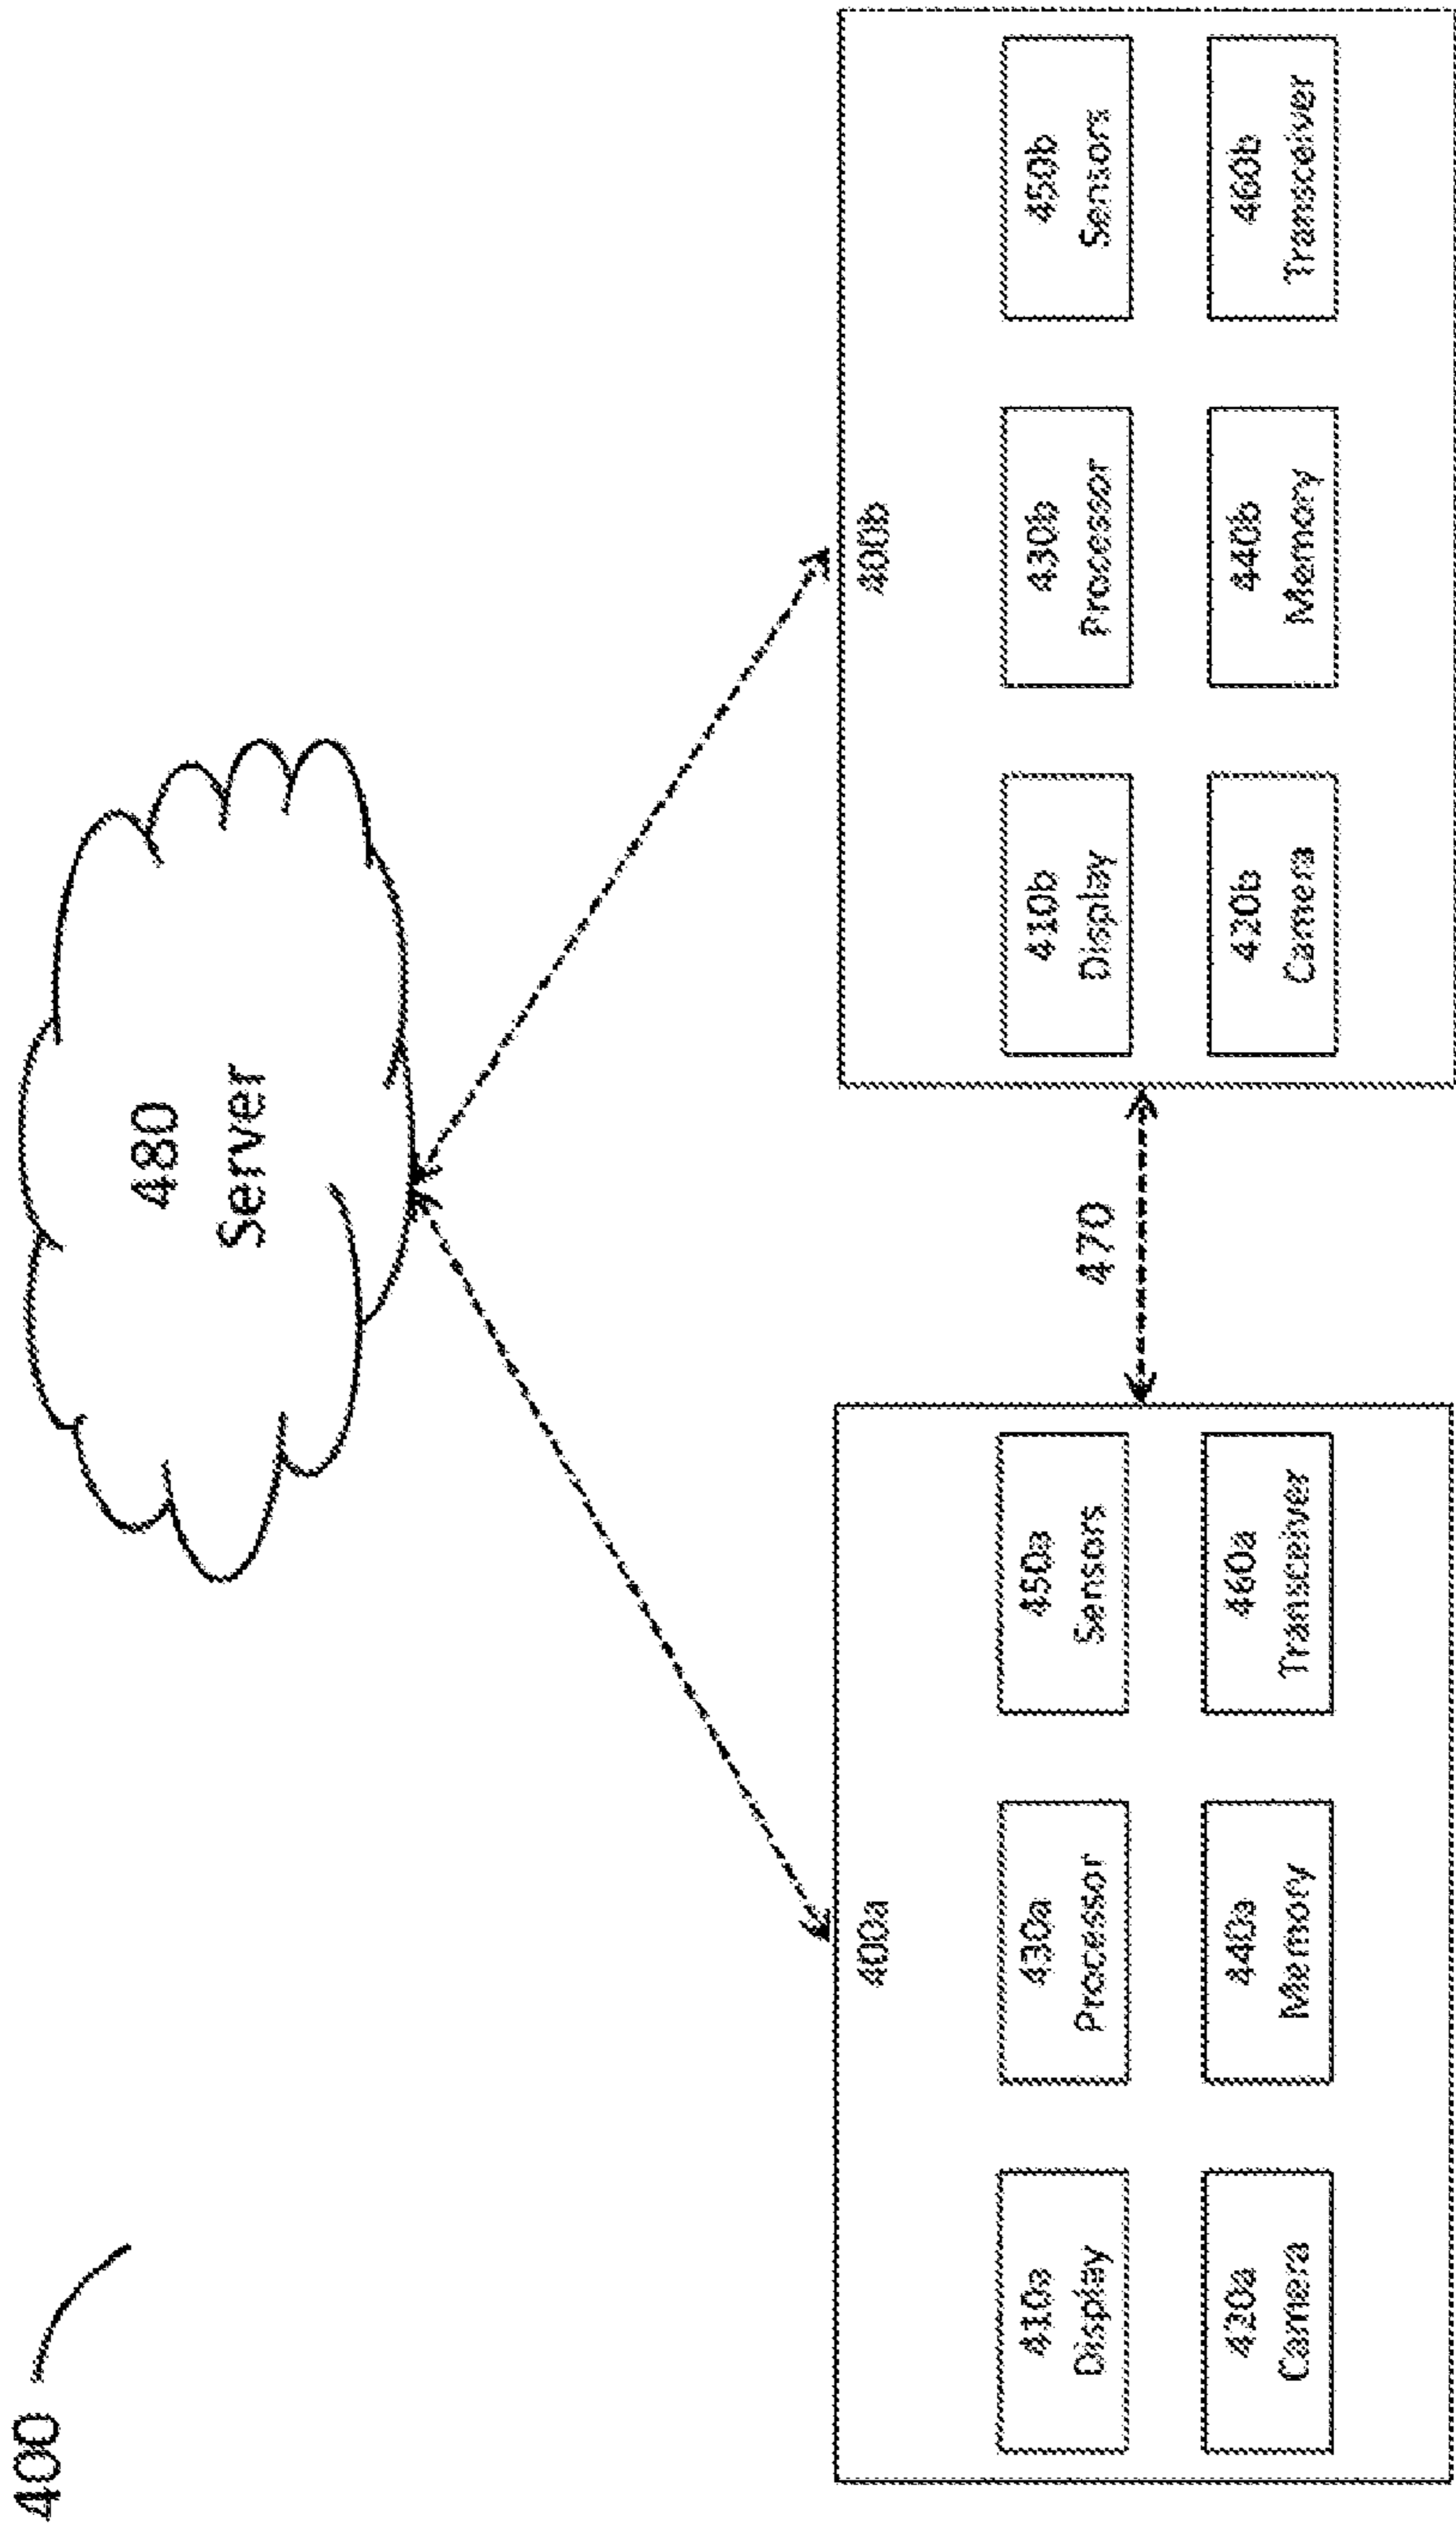 400
480
Server
400a
410a
Display
430a
Processor
450a
Sensors
420a
Camera
440a
Memory
460a
Transceiver
470
400b
410b
Display
430b
Processor
450b
Sensors
420b
Camera
440b
Memory
460b
Transceiver